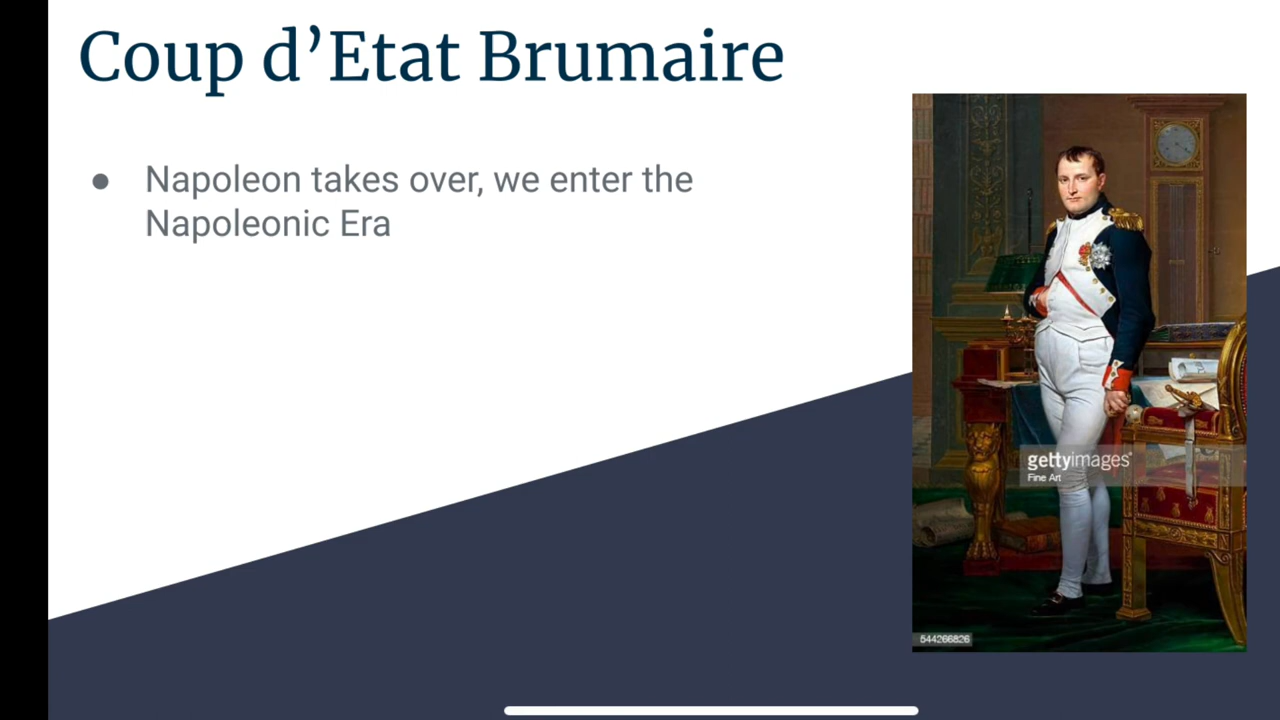 Coup d’Etat Brumaire
● Napoleon takes over, we enter the
Napoleonic Era
gettyimages®
Fine Art
544266826